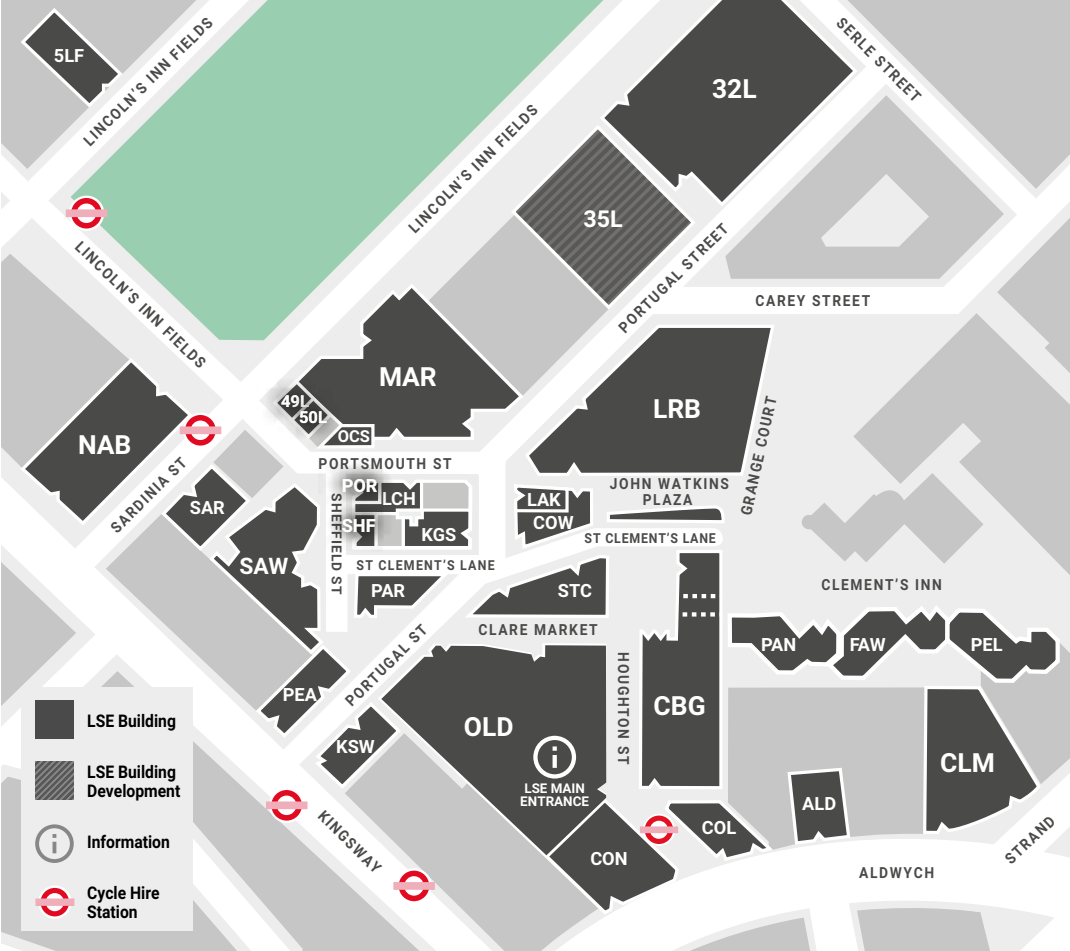 5LF
LINCOLN'S INN FIELDS
SERLE STREET
32L
LINCOLN'S INN FIELDS
35L
LINCOLN'S INN FIELDS
PORTUGAL STREET
CAREY STREET
MAR
49L
50L
OCS
LRB
NAB
GRANGE COURT
PORTSMOUTH ST
SARDINIA ST
POR
LCH
JOHN WATKINS
PLAZA
SAR
SHEFFIELD ST
SHF
KGS
LAK
COW
ST CLEMENT'S LANE
ST CLEMENT'S LANE
SAW
PAR
STC
CLEMENT'S INN
CLARE MARKET
PORTUGAL ST
PAN
FAW
PEL
PEA
HOUGHTON ST
CBG
OLD
KSW
i
LSE MAIN
ENTRANCE
CLM
ALD
COL
CON
KINGSWAY
ALDWYCH
STRAND
LSE Building
LSE Building
Development
i
Information
Cycle Hire
Station